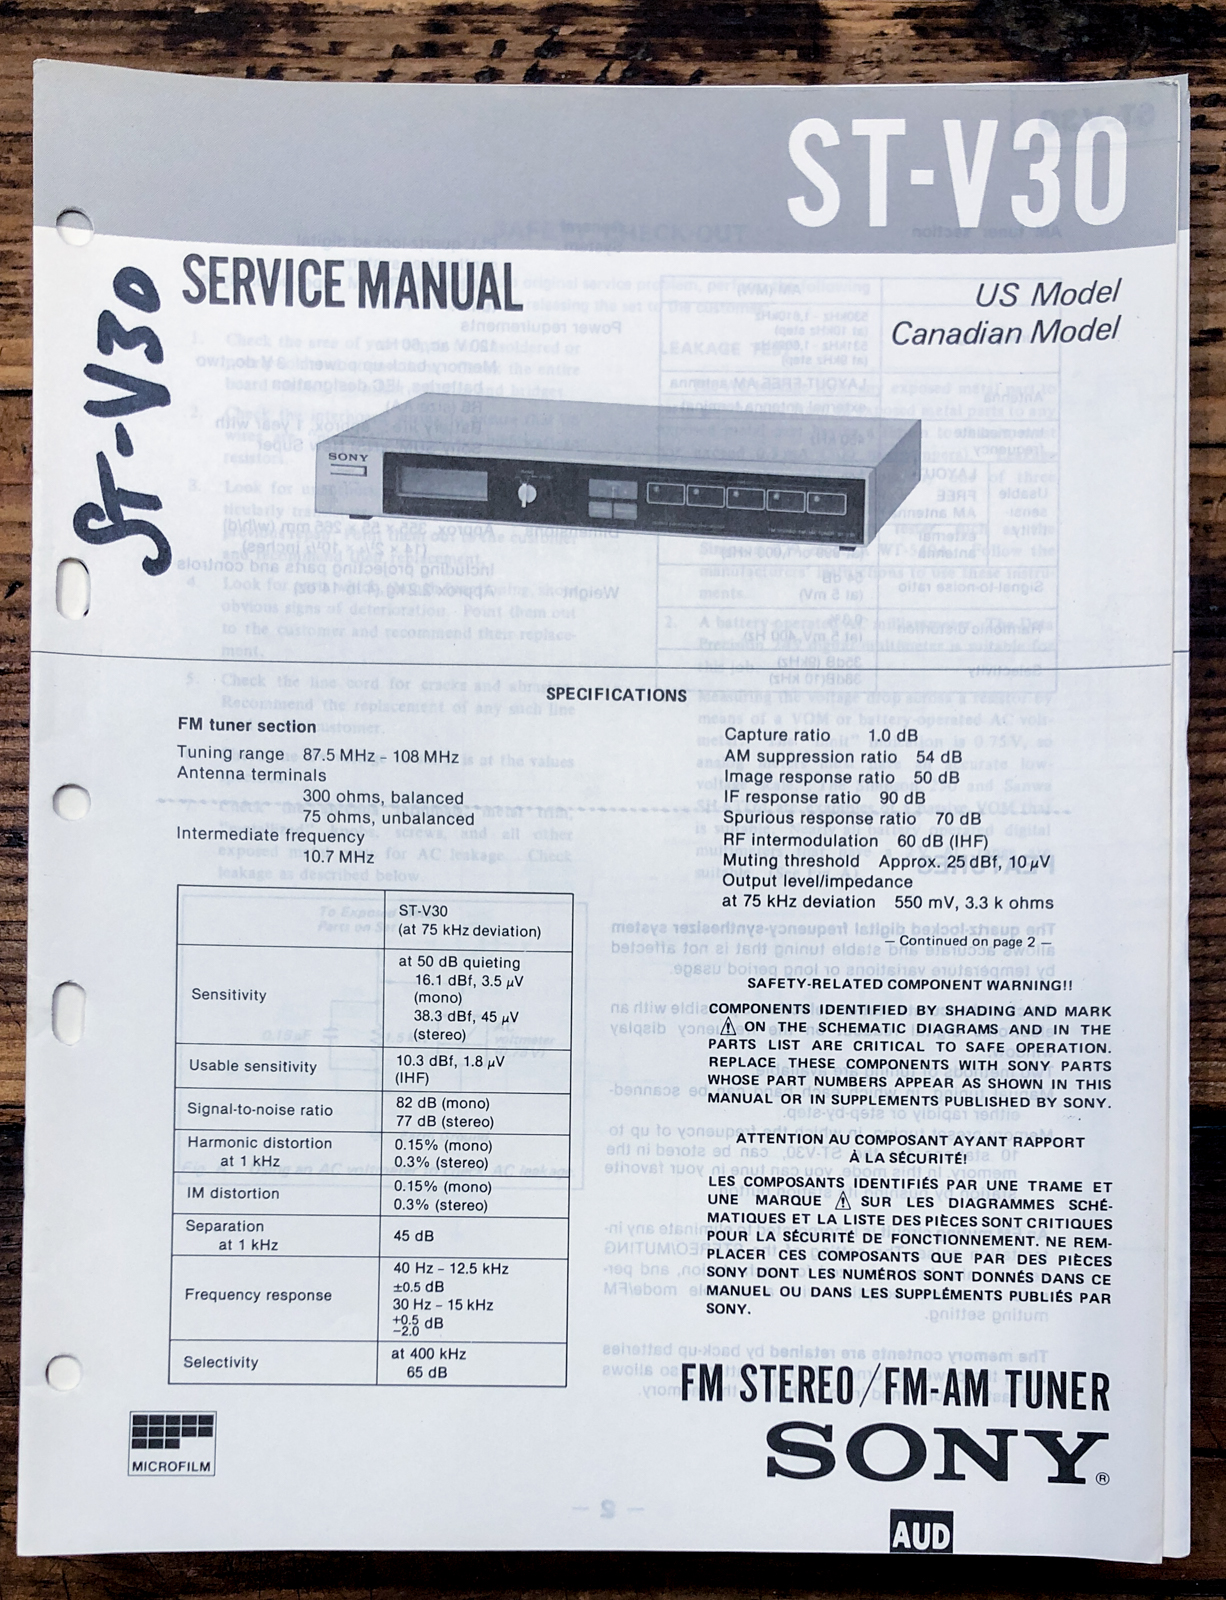 ST-V30
SERVICE MANUAL
US Model
Canadian Model
ST-V30
SONY
SPECIFICATIONS
FM tuner section
Tuning range 87.5 MHz – 108 MHz
Antenna terminals
300 ohms, balanced
75 ohms, unbalanced
Intermediate frequency
10.7 MHz
ST-V30
(at 75 kHz deviation)
Sensitivity
at 50 dB quieting
16.1 dBf, 3.5 µV
(mono)
38.3 dBf, 45 µV
(stereo)
Usable sensitivity
10.3 dBf, 1.8 µV
(IHF)
Signal-to-noise ratio
82 dB (mono)
77 dB (stereo)
Harmonic distortion
at 1 kHz
0.15% (mono)
0.3% (stereo)
IM distortion
0.15% (mono)
0.3% (stereo)
Separation
at 1 kHz
45 dB
Frequency response
40 Hz – 12.5 kHz
±0.5 dB
30 Hz – 15 kHz
+0.5
−2.0 dB
Selectivity
at 400 kHz
65 dB
Capture ratio 1.0 dB
AM suppression ratio 54 dB
Image response ratio 50 dB
IF response ratio 90 dB
Spurious response ratio 70 dB
RF intermodulation 60 dB (IHF)
Muting threshold Approx. 25 dBf, 10 µV
Output level/impedance
at 75 kHz deviation 550 mV, 3.3 k ohms
— Continued on page 2 —
SAFETY-RELATED COMPONENT WARNING!!
COMPONENTS IDENTIFIED BY SHADING AND MARK
⚠ ON THE SCHEMATIC DIAGRAMS AND IN THE
PARTS LIST ARE CRITICAL TO SAFE OPERATION.
REPLACE THESE COMPONENTS WITH SONY PARTS
WHOSE PART NUMBERS APPEAR AS SHOWN IN THIS
MANUAL OR IN SUPPLEMENTS PUBLISHED BY SONY.
ATTENTION AU COMPOSANT AYANT RAPPORT
À LA SÉCURITÉ!
LES COMPOSANTS IDENTIFIÉS PAR UNE TRAME ET
UNE MARQUE ⚠ SUR LES DIAGRAMMES SCHÉ-
MATIQUES ET LA LISTE DES PIÈCES SONT CRITIQUES
POUR LA SÉCURITÉ DE FONCTIONNEMENT. NE REM-
PLACER CES COMPOSANTS QUE PAR DES PIÈCES
SONY DONT LES NUMÉROS SONT DONNÉS DANS CE
MANUEL OU DANS LES SUPPLÉMENTS PUBLIÉS PAR
SONY.
FM STEREO/FM-AM TUNER
SONY®
MICROFILM
AUD